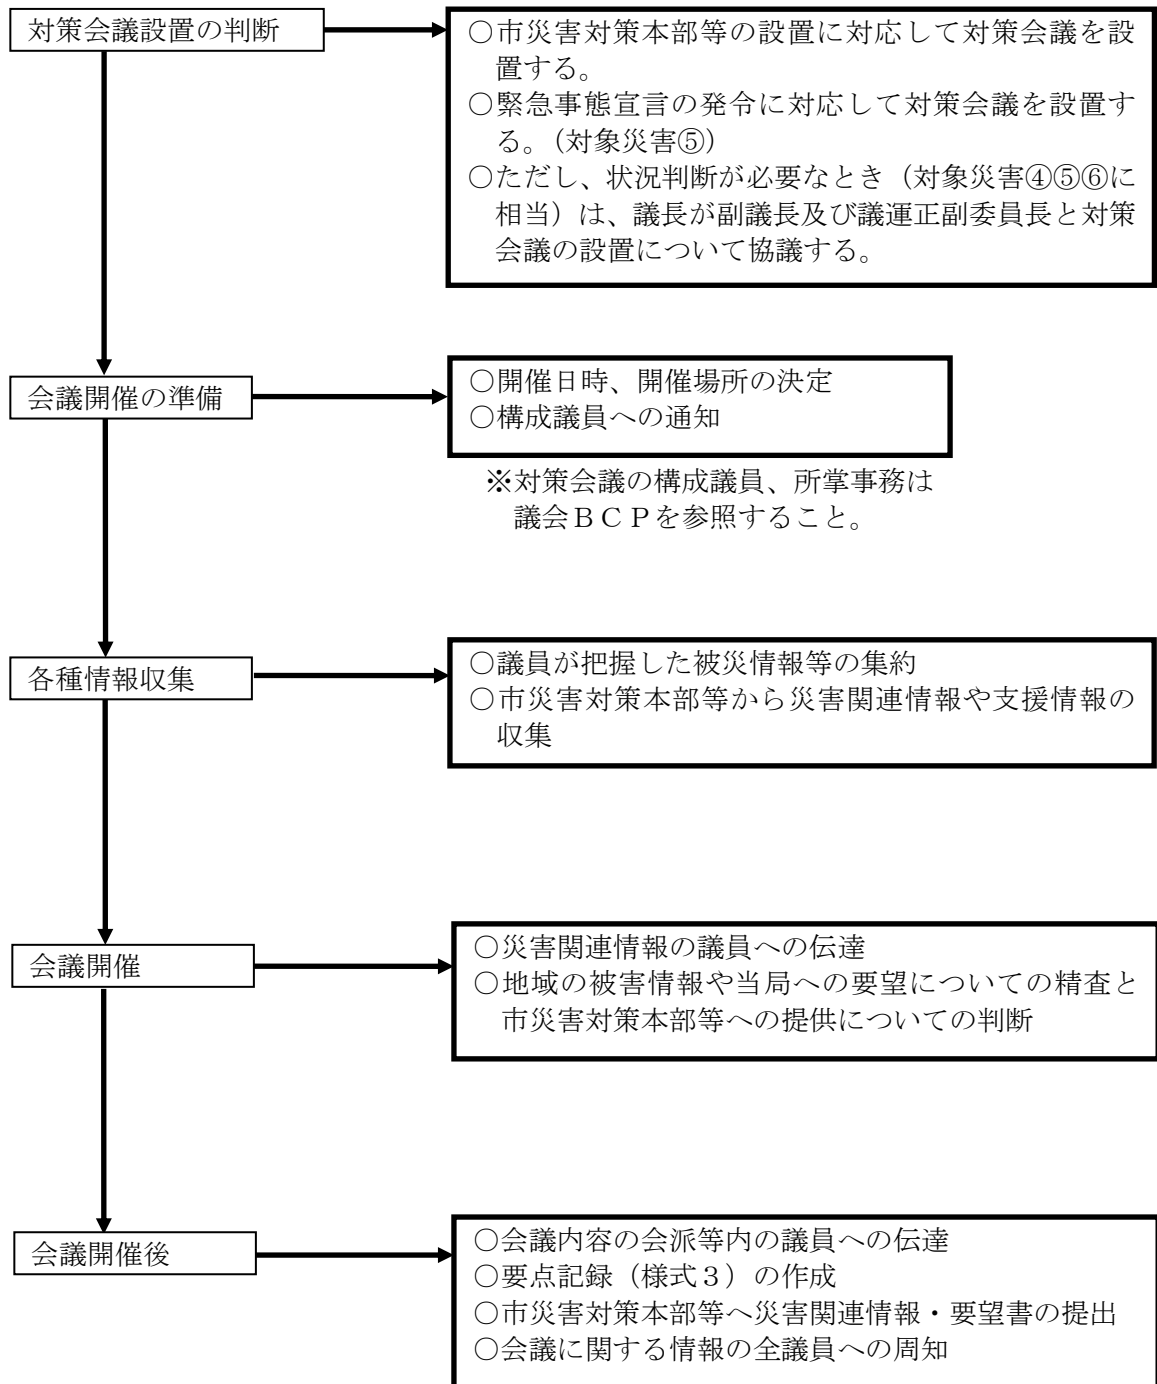 対策会議設置の判断
○市災害対策本部等の設置に対応して対策会議を設
置する。
○緊急事態宣言の発令に対応して対策会議を設置す
る。（対象災害⑤）
○ただし、状況判断が必要なとき（対象災害④⑤⑥に
相当）は、議長が副議長及び議運正副委員長と対策
会議の設置について協議する。
会議開催の準備
○開催日時、開催場所の決定
○構成議員への通知
※対策会議の構成議員、所掌事務は
議会ＢＣＰを参照すること。
各種情報収集
○議員が把握した被災情報等の集約
○市災害対策本部等から災害関連情報や支援情報の
収集
会議開催
○災害関連情報の議員への伝達
○地域の被害情報や当局への要望についての精査と
市災害対策本部等への提供についての判断
会議開催後
○会議内容の会派等内の議員への伝達
○要点記録（様式３）の作成
○市災害対策本部等へ災害関連情報・要望書の提出
○会議に関する情報の全議員への周知